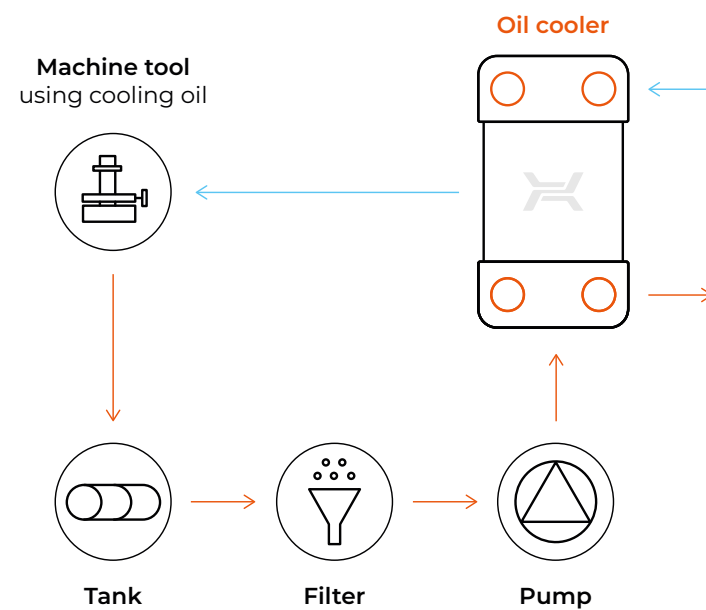 Oil cooler
Machine tool
using cooling oil
Tank
Filter
Pump